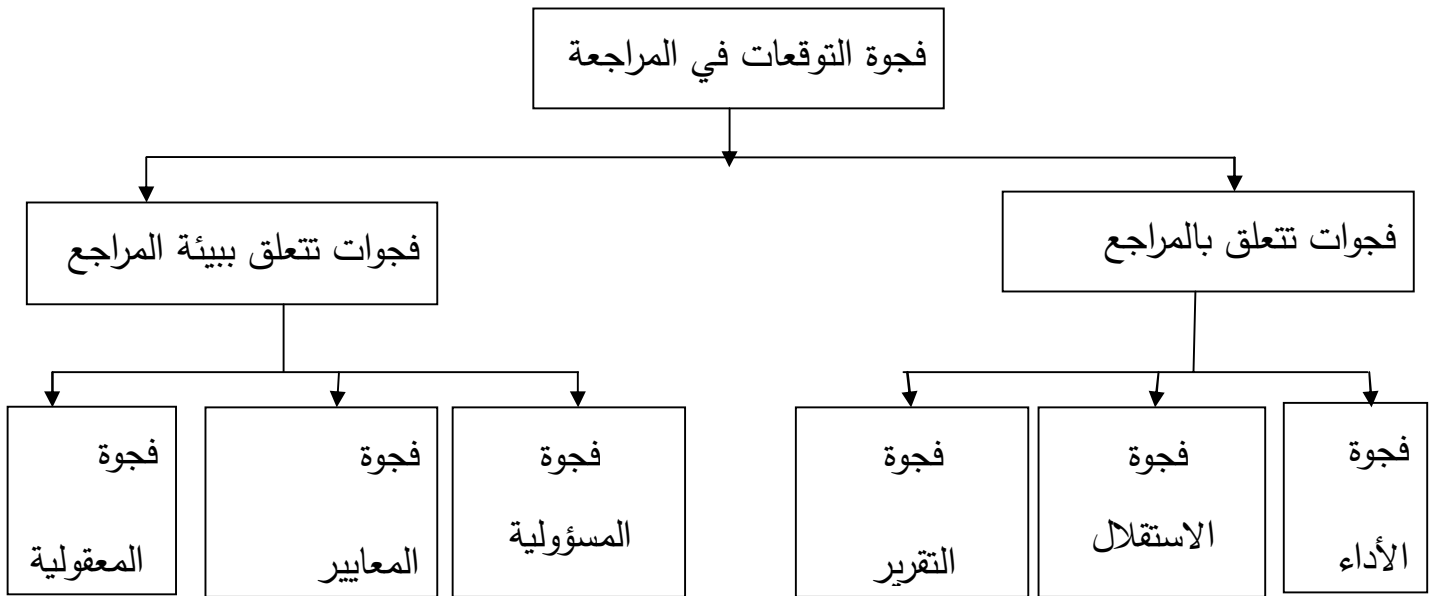 فجوة التوقعات في المراجعة
فجوات تتعلق بالمراجع
فجوات تتعلق ببيئة المراجع
فجوة
الأداء
فجوة
الاستقلال
فجوة
التقرير
فجوة
المسؤولية
فجوة
المعايير
فجوة
المعقولية